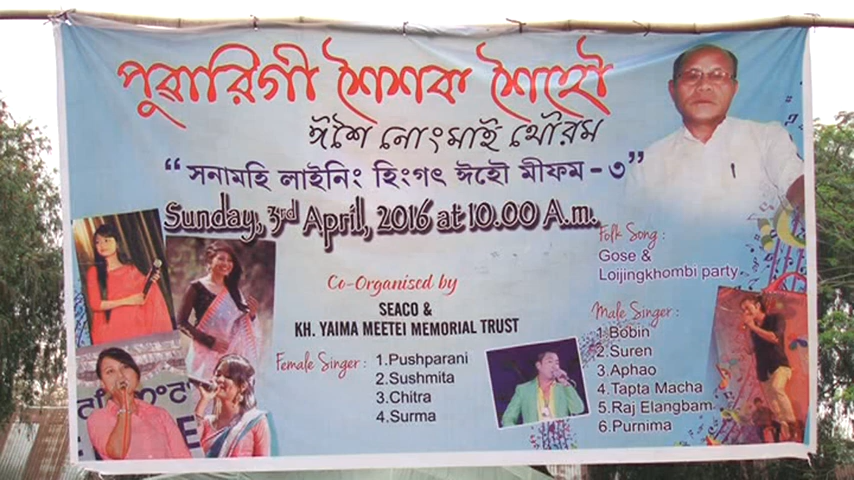 পুৱারিগী শৈশক শৈহৌ
ঈশৈ নোংমাই থৌরম
“সনামহি লাইনিং হিংগৎ ঈহৌ মীফম - ৩”
Sunday, 3rd April, 2016 at 10.00 A.m.
Co-Organised by
SEACO &
KH. YAIMA MEETEI MEMORIAL TRUST
Female Singer : 1.Pushparani
2.Sushmita
3.Chitra
4.Surma
Folk Song :
Gose &
Loijingkhombi party
Male Singer :
1.Bobin
2.Suren
3.Aphao
4.Tapta Macha
5.Raj Elangbam
6.Purnima